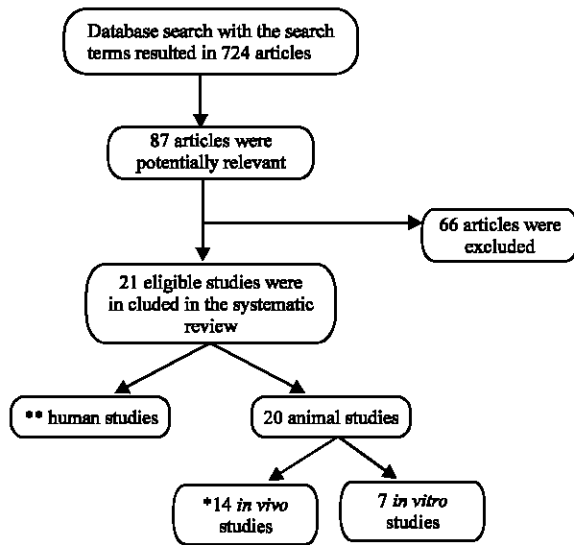 Database search with the search
terms resulted in 724 articles
87 articles were
potentially relevant
66 articles were
excluded
21 eligible studies were
in cluded in the systematic
review
** human studies
20 animal studies
*14 in vivo
studies
7 in vitro
studies